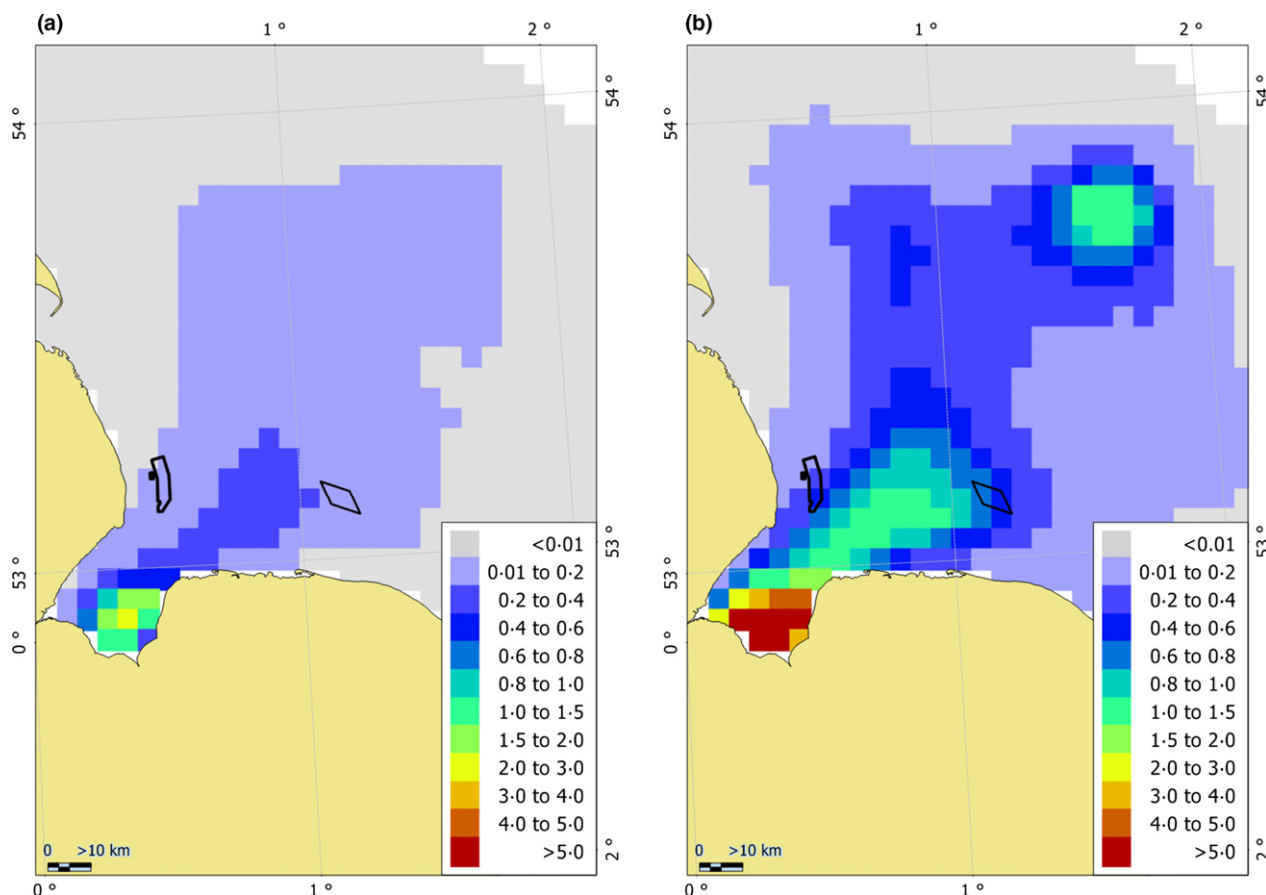 (a)
1 °
2 °
54 °
54 °
53 °
53 °
0 °
2 °
0 °
1 °
<0·01
0·01 to 0·2
0·2 to 0·4
0·4 to 0·6
0·6 to 0·8
0·8 to 1·0
1·0 to 1·5
1·5 to 2·0
2·0 to 3·0
3·0 to 4·0
4·0 to 5·0
>5·0
0 >10 km
(b)
1 °
2 °
54 °
54 °
53 °
53 °
0 °
2 °
0 °
1 °
<0.01
0·01 to 0·2
0·2 to 0·4
0·4 to 0·6
0·6 to 0·8
0·8 to 1·0
1·0 to 1·5
1·5 to 2·0
2·0 to 3·0
3·0 to 4·0
4·0 to 5·0
>5·0
0 >10 km